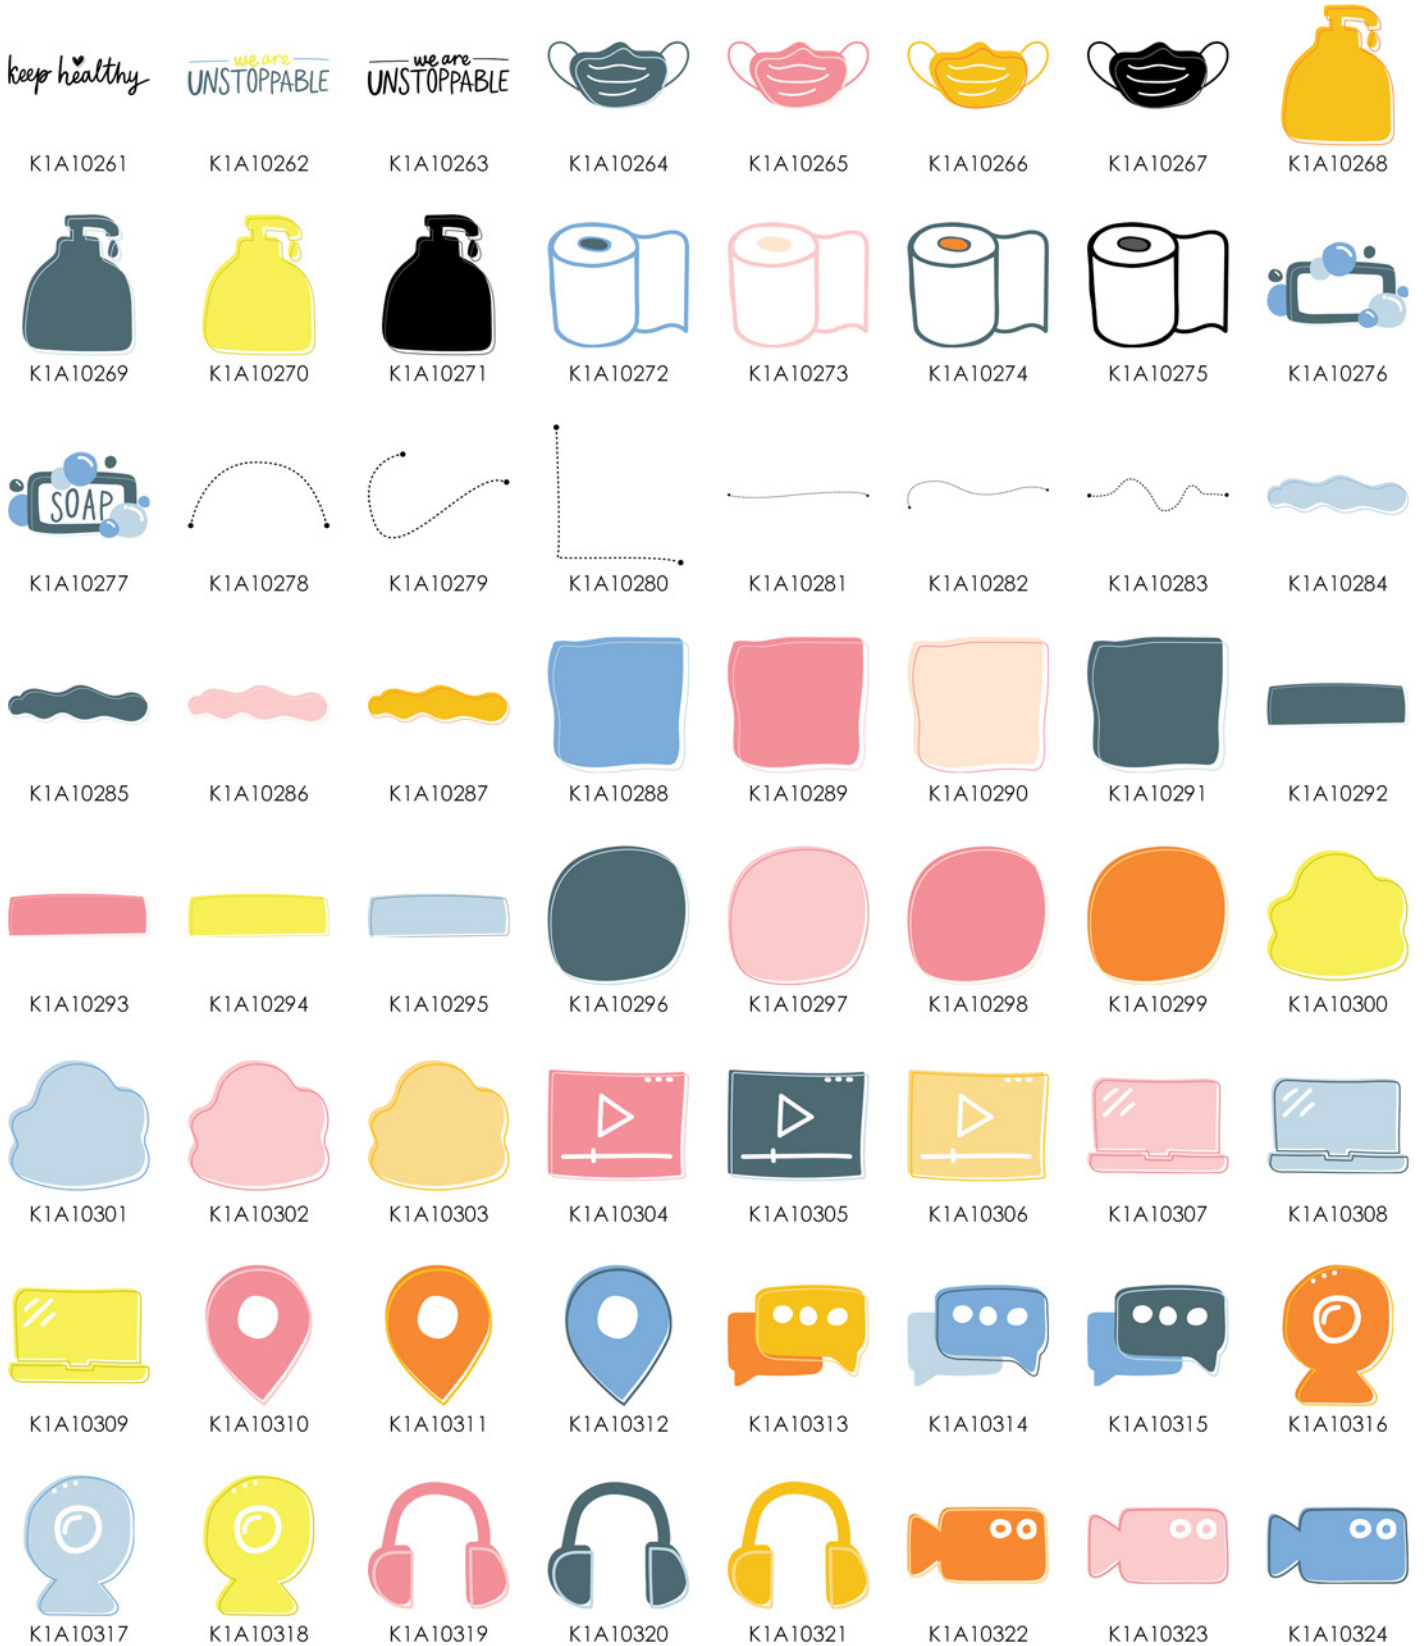 keep healthy
we are
UNSTOPPABLE
we are
UNSTOPPABLE
K1A10261 K1A10262 K1A10263 K1A10264 K1A10265 K1A10266 K1A10267 K1A10268
K1A10269 K1A10270 K1A10271 K1A10272 K1A10273 K1A10274 K1A10275 K1A10276
SOAP
K1A10277 K1A10278 K1A10279 K1A10280 K1A10281 K1A10282 K1A10283 K1A10284
K1A10285 K1A10286 K1A10287 K1A10288 K1A10289 K1A10290 K1A10291 K1A10292
K1A10293 K1A10294 K1A10295 K1A10296 K1A10297 K1A10298 K1A10299 K1A10300
K1A10301 K1A10302 K1A10303 K1A10304 K1A10305 K1A10306 K1A10307 K1A10308
K1A10309 K1A10310 K1A10311 K1A10312 K1A10313 K1A10314 K1A10315 K1A10316
K1A10317 K1A10318 K1A10319 K1A10320 K1A10321 K1A10322 K1A10323 K1A10324